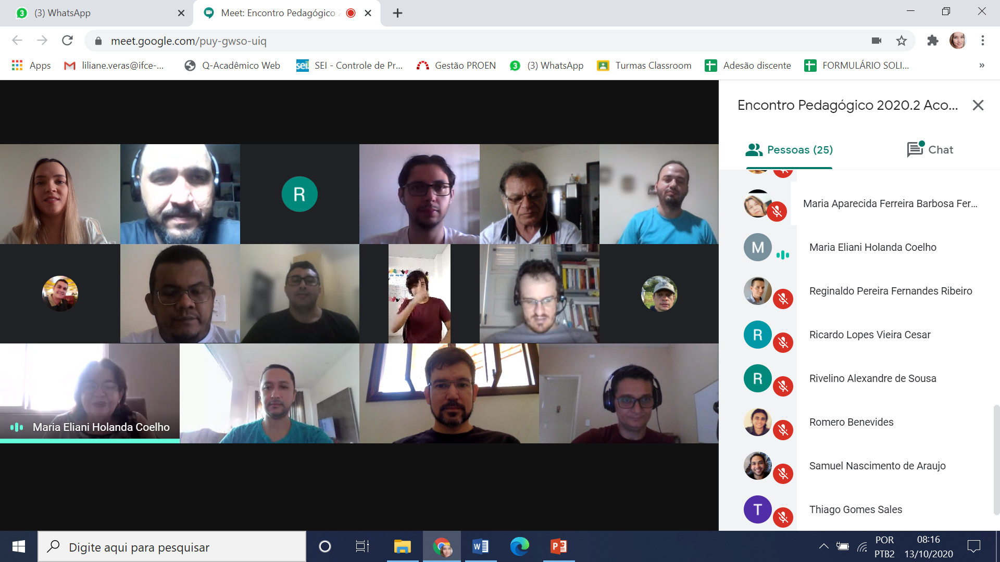 (3) WhatsApp
Meet: Encontro Pedagógico 2
meet.google.com/puy-gwso-uiq
Apps
liliane.veras@ifce-...
Q-Acadêmico Web
SEI - Controle de Pr...
Gestão PROEN
(3) WhatsApp
Turmas Classroom
Adesão discente
FORMULÁRIO SOLI...
»
Encontro Pedagógico 2020.2 Aco...
Pessoas (25)
Chat
R
Maria Eliani Holanda Coelho
Maria Aparecida Ferreira Barbosa Fer...
M
Maria Eliani Holanda Coelho
Reginaldo Pereira Fernandes Ribeiro
R
Ricardo Lopes Vieira Cesar
R
Rivelino Alexandre de Sousa
Romero Benevides
Samuel Nascimento de Araujo
T
Thiago Gomes Sales
Digite aqui para pesquisar
POR
PTB2
08:16
13/10/2020